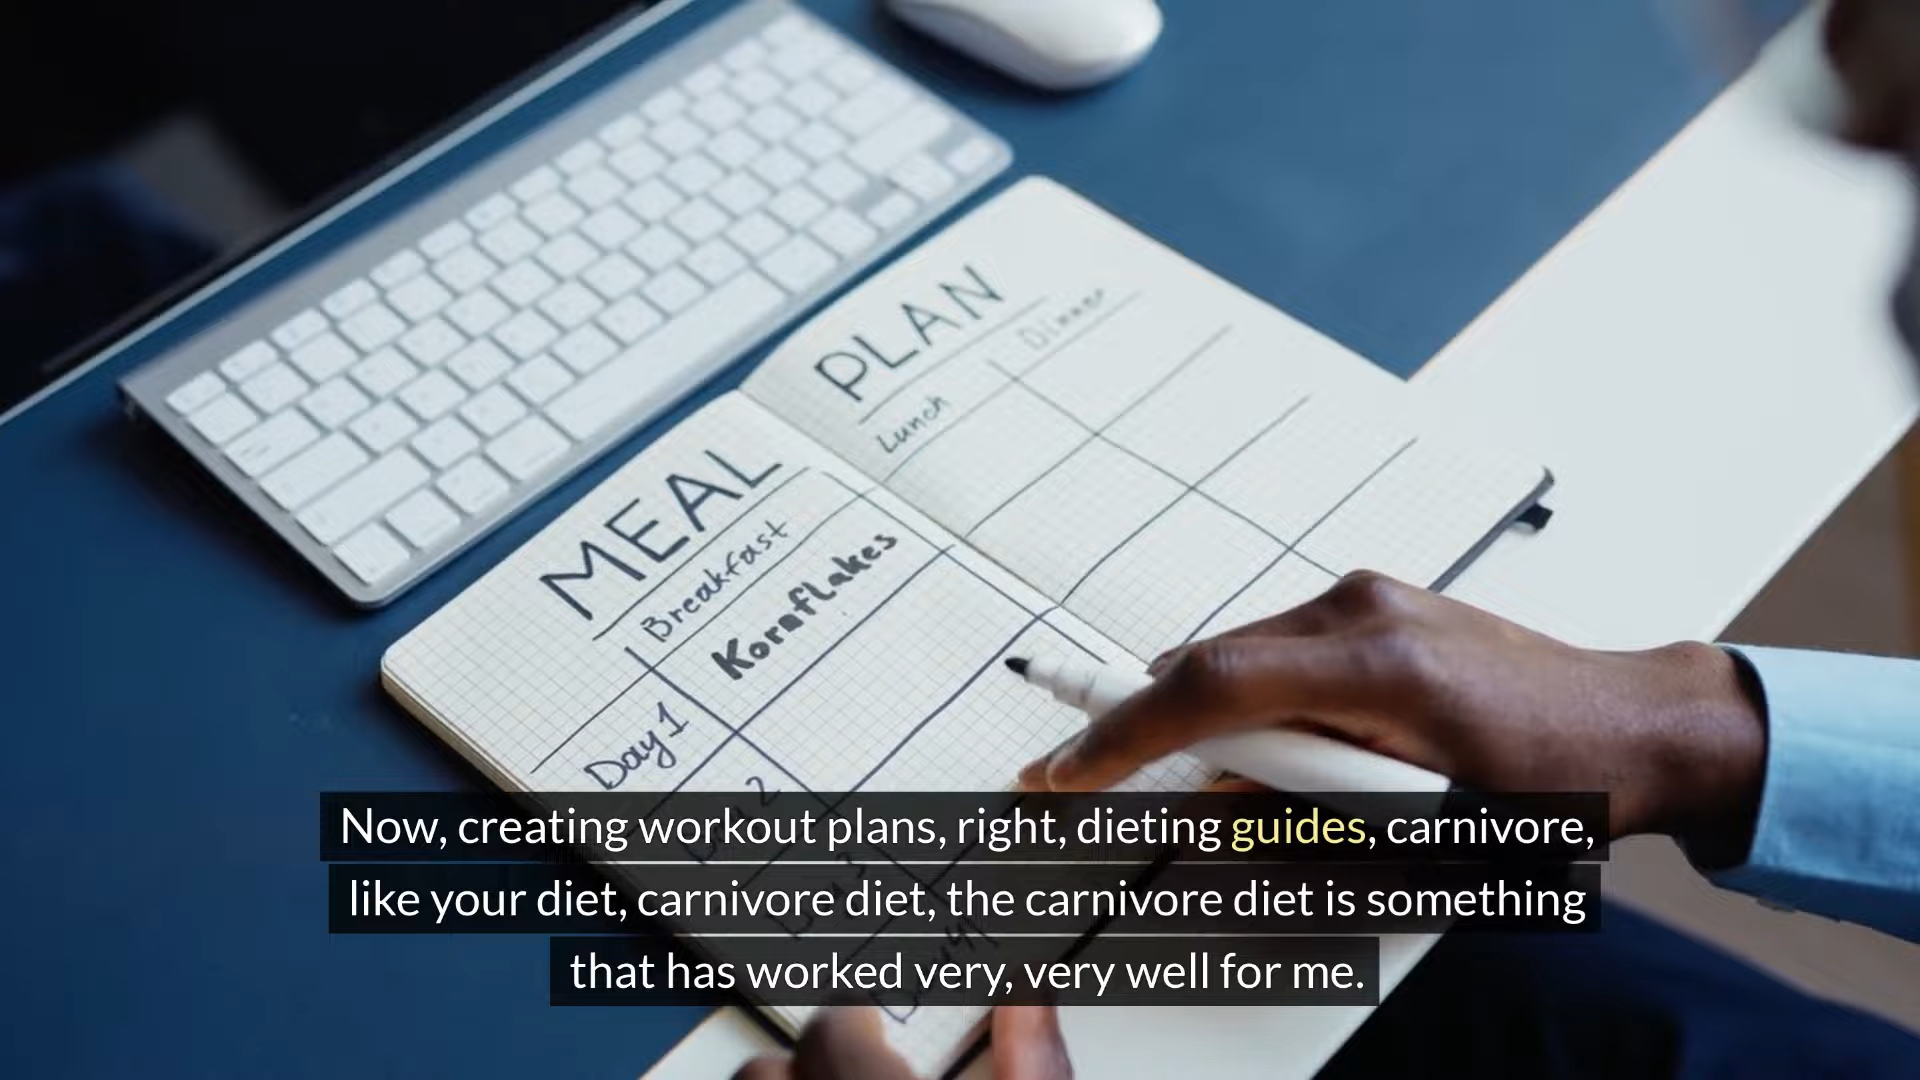 MEAL PLAN
Breakfast
Lunch
Dinner
Kornflakes
Day 1
Now, creating workout plans, right, dieting guides, carnivore,
like your diet, carnivore diet, the carnivore diet is something
that has worked very, very well for me.